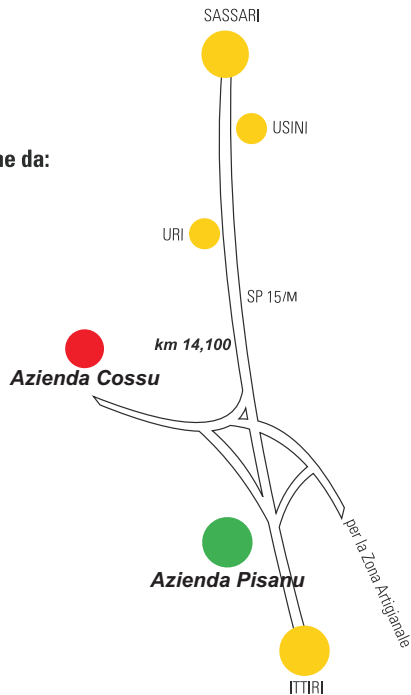 SASSARI
USINI
ne da:
URI
SP 15/M
km 14,100
Azienda Cossu
per la Zona Artigianale
Azienda Pisanu
ITTIRI